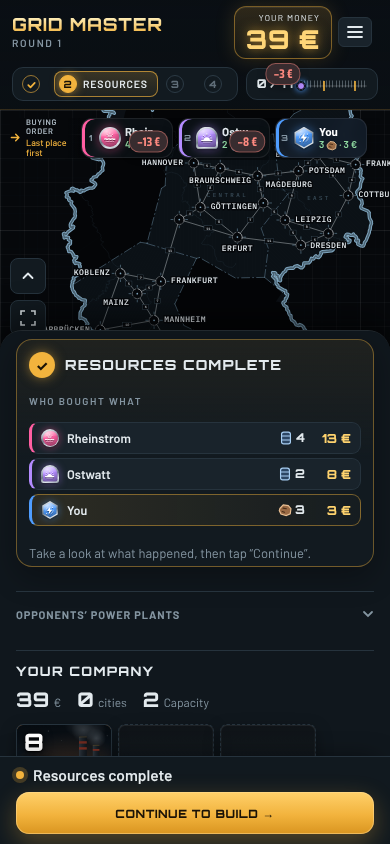 GRID MASTER
ROUND 1
YOUR MONEY
39 €
2 RESOURCES 3 4
-3 €
BUYING ORDER
Last place first
1
-13 €
2
-8 €
3 You
3 · 3 €
HANNOVER
POTSDAM
BRAUNSCHWEIG
MAGDEBURG
CENTRAL
EAST
GÖTTINGEN
LEIPZIG
ERFURT
DRESDEN
KOBLENZ
FRANKFURT
MAINZ
MANNHEIM
RESOURCES COMPLETE
WHO BOUGHT WHAT
Rheinstrom 4 13 €
Ostwatt 2 8 €
You 3 3 €
Take a look at what happened, then tap “Continue”.
OPPONENTS’ POWER PLANTS
YOUR COMPANY
39 € 0 cities 2 Capacity
8
Resources complete
CONTINUE TO BUILD →